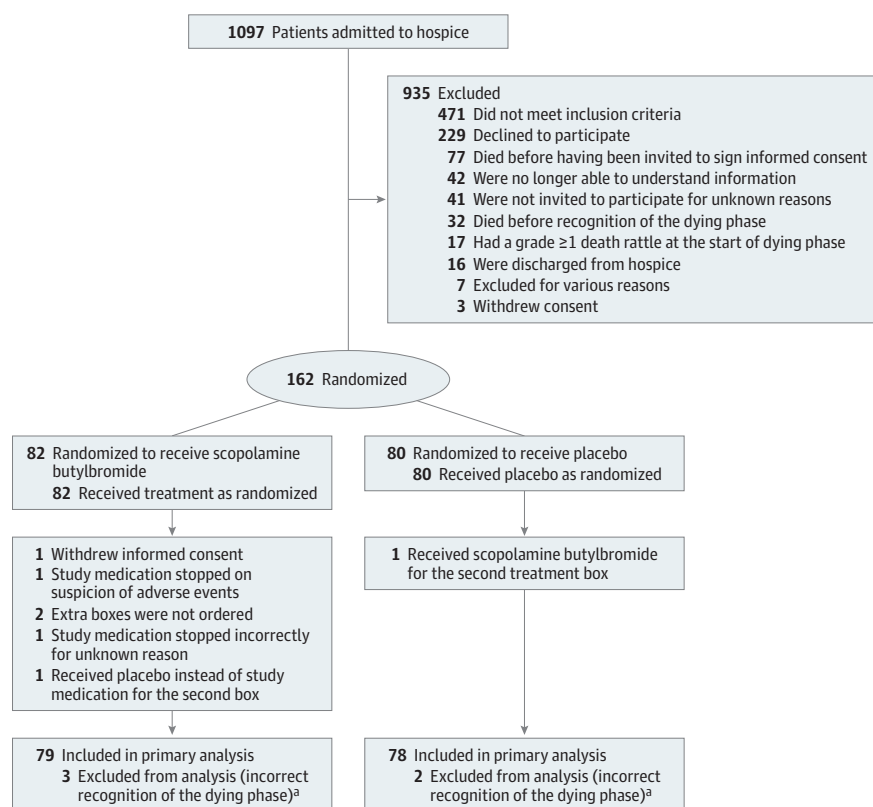 1097 Patients admitted to hospice
935 Excluded
471 Did not meet inclusion criteria
229 Declined to participate
77 Died before having been invited to sign informed consent
42 Were no longer able to understand information
41 Were not invited to participate for unknown reasons
32 Died before recognition of the dying phase
17 Had a grade ≥1 death rattle at the start of dying phase
16 Were discharged from hospice
7 Excluded for various reasons
3 Withdrew consent
162 Randomized
82 Randomized to receive scopolamine
butylbromide
82 Received treatment as randomized
80 Randomized to receive placebo
80 Received placebo as randomized
1 Withdrew informed consent
1 Study medication stopped on
suspicion of adverse events
2 Extra boxes were not ordered
1 Study medication stopped incorrectly
for unknown reason
1 Received placebo instead of study
medication for the second box
1 Received scopolamine butylbromide
for the second treatment box
79 Included in primary analysis
3 Excluded from analysis (incorrect
recognition of the dying phase)a
78 Included in primary analysis
2 Excluded from analysis (incorrect
recognition of the dying phase)a